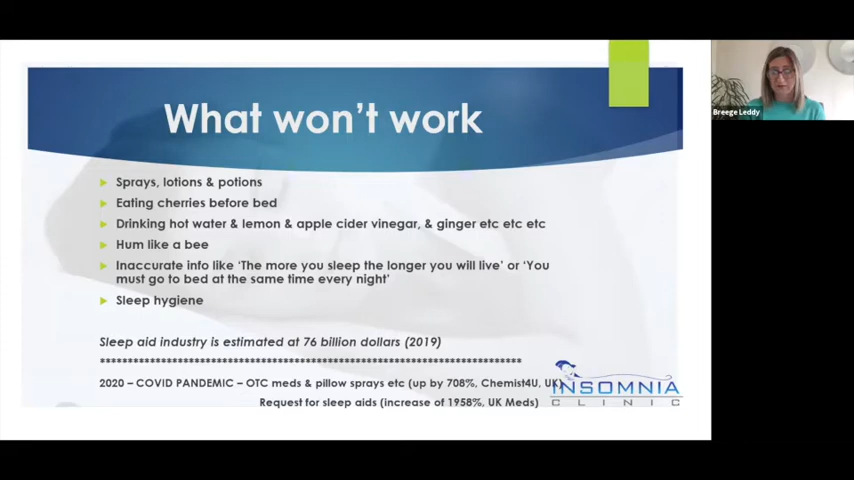 What won't work
Breege Leddy
Sprays, lotions & potions
Eating cherries before bed
Drinking hot water & lemon & apple cider vinegar, & ginger etc etc etc
Hum like a bee
Inaccurate info like 'The more you sleep the longer you will live' or 'You
must go to bed at the same time every night'
Sleep hygiene
Sleep aid industry is estimated at 76 billion dollars (2019)
******************************************************************************
2020 – COVID PANDEMIC – OTC meds & pillow sprays etc (up by 708%, Chemist4U, UK)
Request for sleep aids (increase of 1958%, UK Meds)
INSOMNIA
CLINIC